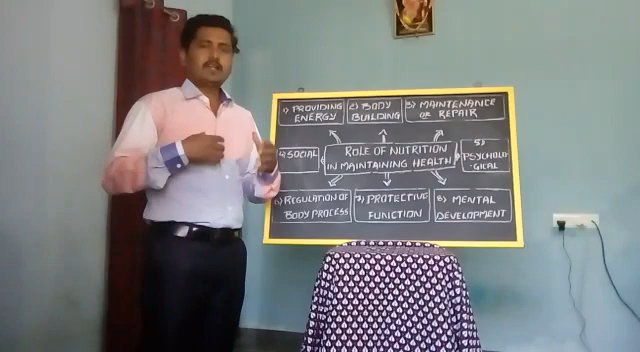 1) PROVIDING
ENERGY
2) BODY
BUILDING
3) MAINTENANCE
OR REPAIR
4) SOCIAL
ROLE OF NUTRITION
IN MAINTAINING HEALTH
5)
PSYCHOLO
-GICAL
6) REGULATION OF
BODY PROCESS
7) PROTECTIVE
FUNCTION
8) MENTAL
DEVELOPMENT